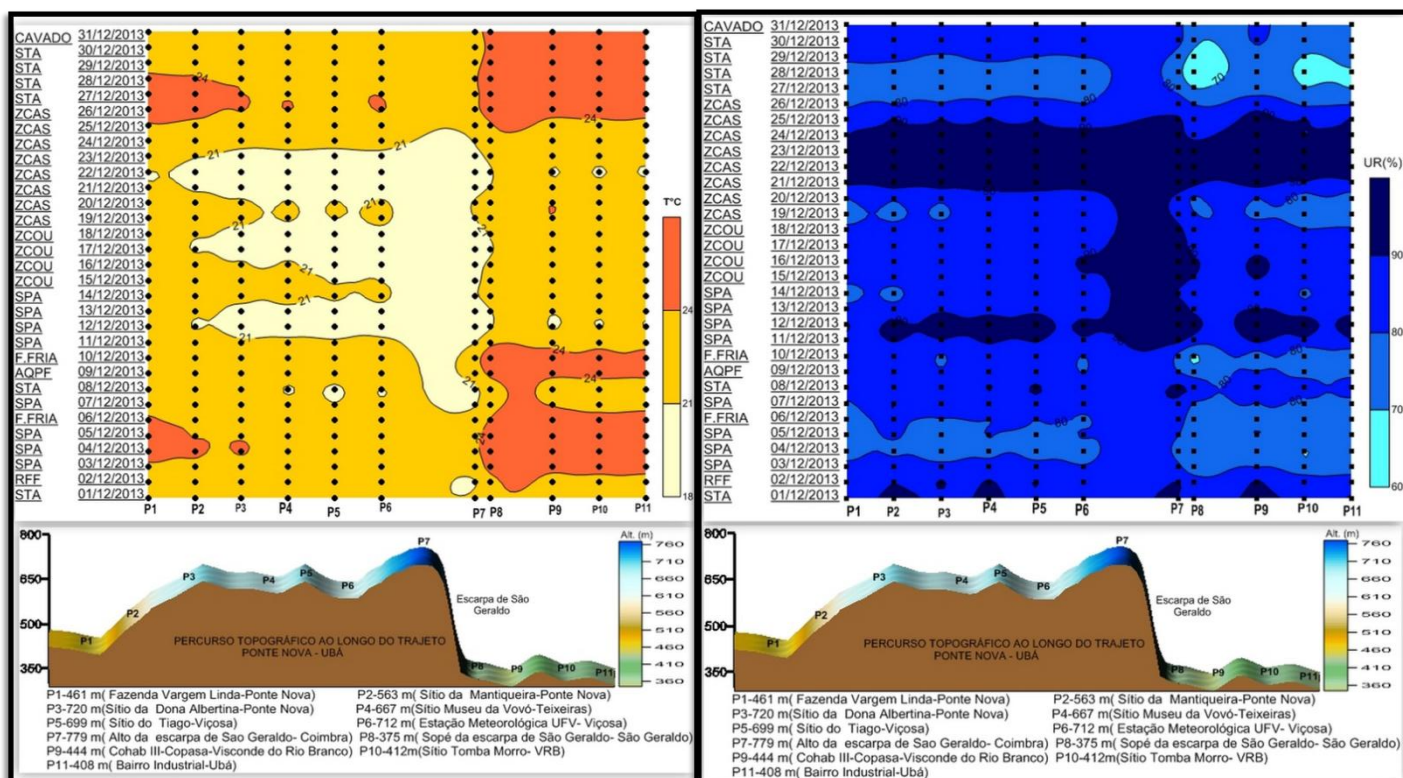 CAVADO 31/12/2013
STA 30/12/2013
STA 29/12/2013
STA 28/12/2013
STA 27/12/2013
ZCAS 26/12/2013
ZCAS 25/12/2013
ZCAS 24/12/2013
ZCAS 23/12/2013
ZCAS 22/12/2013
ZCAS 21/12/2013
ZCAS 20/12/2013
ZCAS 19/12/2013
ZCOU 18/12/2013
ZCOU 17/12/2013
ZCOU 16/12/2013
ZCOU 15/12/2013
SPA 14/12/2013
SPA 13/12/2013
SPA 12/12/2013
SPA 11/12/2013
F.FRIA 10/12/2013
AQPF 09/12/2013
STA 08/12/2013
SPA 07/12/2013
F.FRIA 06/12/2013
SPA 05/12/2013
SPA 04/12/2013
SPA 03/12/2013
RFF 02/12/2013
STA 01/12/2013
24
24
21
21
21
21
21
21
21
24
24
21
24
P1 P2 P3 P4 P5 P6 P7 P8 P9 P10 P11
T°C
24
21
18
800
650
500
350
P1
P2
P3
P4
P5
P6
P7
P8
P9
P10
P11
Escarpa de São
Geraldo
PERCURSO TOPOGRÁFICO AO LONGO DO TRAJETO
PONTE NOVA - UBÁ
Alt. (m)
760
710
660
610
560
510
460
410
360
P1-461 m( Fazenda Vargem Linda-Ponte Nova) P2-563 m( Sítio da Mantiqueira-Ponte Nova)
P3-720 m(Sítio da Dona Albertina-Ponte Nova) P4-667 m(Sítio Museu da Vovó-Teixeiras)
P5-699 m( Sítio do Tiago-Viçosa) P6-712 m( Estação Meteorológica UFV- Viçosa)
P7-779 m( Alto da escarpa de Sao Geraldo- Coimbra) P8-375 m( Sopé da escarpa de São Geraldo- São Geraldo)
P9-444 m( Cohab III-Copasa-Visconde do Rio Branco) P10-412m(Sítio Tomba Morro- VRB)
P11-408 m( Bairro Industrial-Ubá)
CAVADO 31/12/2013
STA 30/12/2013
STA 29/12/2013
STA 28/12/2013
STA 27/12/2013
ZCAS 26/12/2013
ZCAS 25/12/2013
ZCAS 24/12/2013
ZCAS 23/12/2013
ZCAS 22/12/2013
ZCAS 21/12/2013
ZCAS 20/12/2013
ZCAS 19/12/2013
ZCOU 18/12/2013
ZCOU 17/12/2013
ZCOU 16/12/2013
ZCOU 15/12/2013
SPA 14/12/2013
SPA 13/12/2013
SPA 12/12/2013
SPA 11/12/2013
F.FRIA 10/12/2013
AQPF 09/12/2013
STA 08/12/2013
SPA 07/12/2013
F.FRIA 06/12/2013
SPA 05/12/2013
SPA 04/12/2013
SPA 03/12/2013
RFF 02/12/2013
STA 01/12/2013
70
80
80
80
80
80
80
P1 P2 P3 P4 P5 P6 P7 P8 P9 P10 P11
UR(%)
90
80
70
60
800
650
500
350
P1
P2
P3
P4
P5
P6
P7
P8
P9
P10
P11
Escarpa de São
Geraldo
PERCURSO TOPOGRÁFICO AO LONGO DO TRAJETO
PONTE NOVA - UBÁ
Alt. (m)
760
710
660
610
560
510
460
410
360
P1-461 m( Fazenda Vargem Linda-Ponte Nova) P2-563 m( Sítio da Mantiqueira-Ponte Nova)
P3-720 m(Sítio da Dona Albertina-Ponte Nova) P4-667 m(Sítio Museu da Vovó-Teixeiras)
P5-699 m( Sítio do Tiago-Viçosa) P6-712 m( Estação Meteorológica UFV- Viçosa)
P7-779 m( Alto da escarpa de Sao Geraldo- Coimbra) P8-375 m( Sopé da escarpa de São Geraldo- São Geraldo)
P9-444 m( Cohab III-Copasa-Visconde do Rio Branco) P10-412m(Sítio Tomba Morro- VRB)
P11-408 m( Bairro Industrial-Ubá)